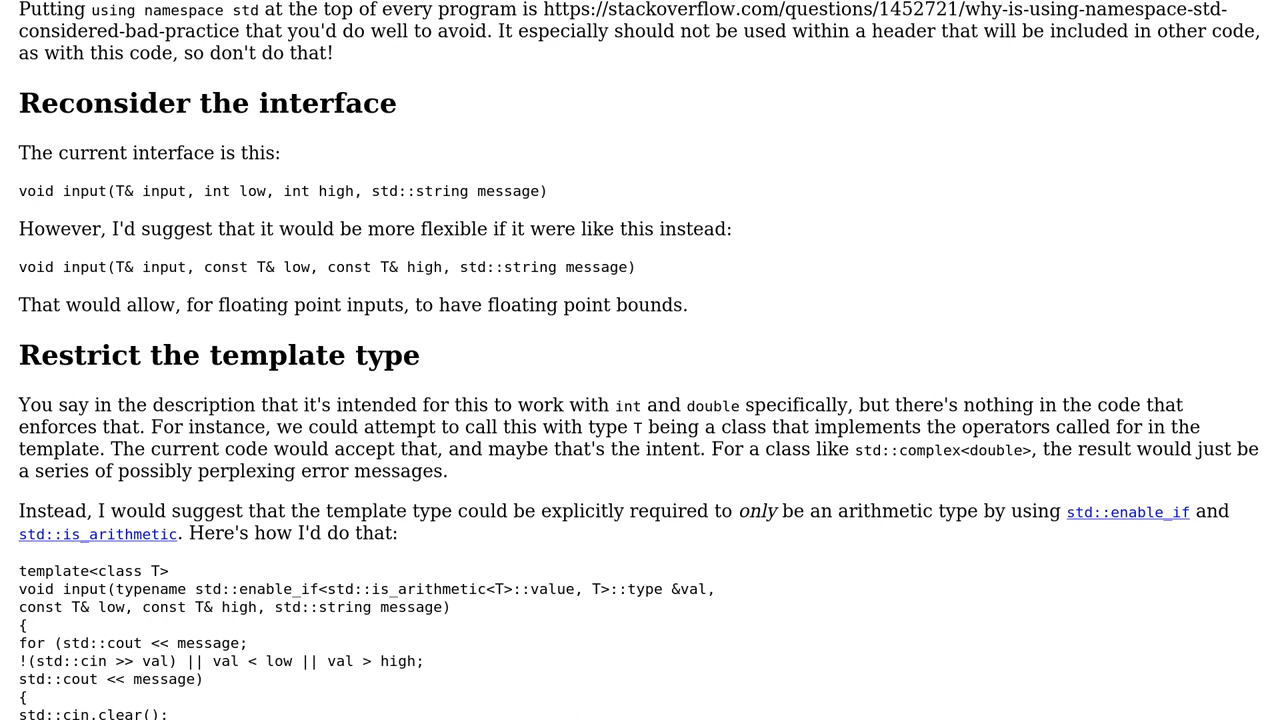 Putting using namespace std at the top of every program is https://stackoverflow.com/questions/1452721/why-is-using-namespace-std-
considered-bad-practice that you'd do well to avoid. It especially should not be used within a header that will be included in other code,
as with this code, so don't do that!
Reconsider the interface
The current interface is this:
void input(T& input, int low, int high, std::string message)
However, I'd suggest that it would be more flexible if it were like this instead:
void input(T& input, const T& low, const T& high, std::string message)
That would allow, for floating point inputs, to have floating point bounds.
Restrict the template type
You say in the description that it's intended for this to work with int and double specifically, but there's nothing in the code that
enforces that. For instance, we could attempt to call this with type T being a class that implements the operators called for in the
template. The current code would accept that, and maybe that's the intent. For a class like std::complex<double>, the result would just be
a series of possibly perplexing error messages.
Instead, I would suggest that the template type could be explicitly required to only be an arithmetic type by using std::enable_if and
std::is_arithmetic. Here's how I'd do that:
template<class T>
void input(typename std::enable_if<std::is_arithmetic<T>::value, T>::type &val,
const T& low, const T& high, std::string message)
{
for (std::cout << message;
!(std::cin >> val) || val < low || val > high;
std::cout << message)
{
std::cin.clear();